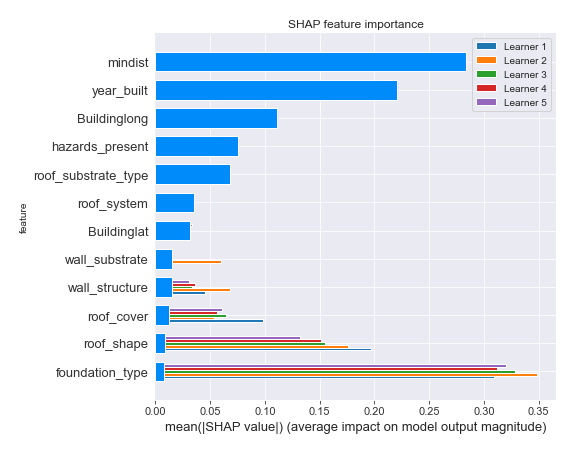 SHAP feature importance
Learner 1
Learner 2
Learner 3
Learner 4
Learner 5
mindist
year_built
Buildinglong
hazards_present
roof_substrate_type
roof_system
Buildinglat
wall_substrate
wall_structure
roof_cover
roof_shape
foundation_type
feature
0.00 0.05 0.10 0.15 0.20 0.25 0.30 0.35
mean(|SHAP value|) (average impact on model output magnitude)